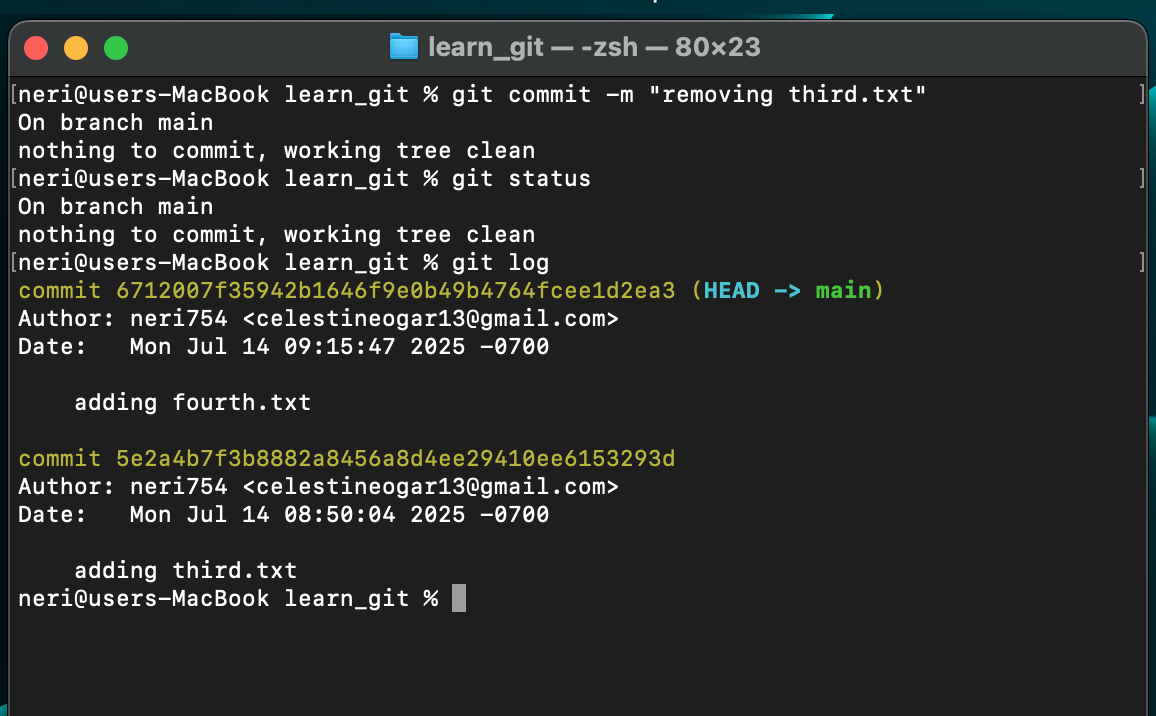 learn_git — -zsh — 80×23
[neri@users-MacBook learn_git % git commit -m "removing third.txt" ]
On branch main
nothing to commit, working tree clean
[neri@users-MacBook learn_git % git status ]
On branch main
nothing to commit, working tree clean
[neri@users-MacBook learn_git % git log ]
commit 6712007f35942b1646f9e0b49b4764fcee1d2ea3 (HEAD -> main)
Author: neri754 <celestineogar13@gmail.com>
Date:   Mon Jul 14 09:15:47 2025 -0700
    adding fourth.txt
commit 5e2a4b7f3b8882a8456a8d4ee29410ee6153293d
Author: neri754 <celestineogar13@gmail.com>
Date:   Mon Jul 14 08:50:04 2025 -0700
    adding third.txt
neri@users-MacBook learn_git %